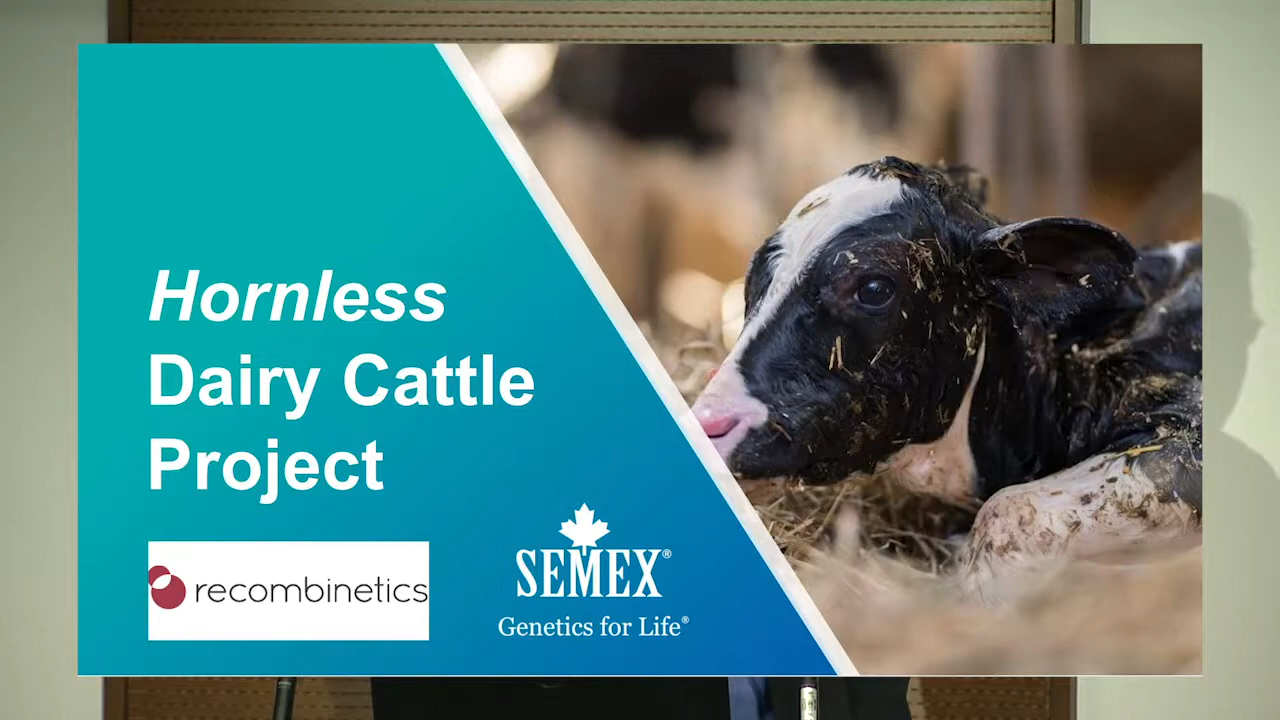 Hornless
Dairy Cattle
Project
recombinetics
SEMEX®
Genetics for Life®